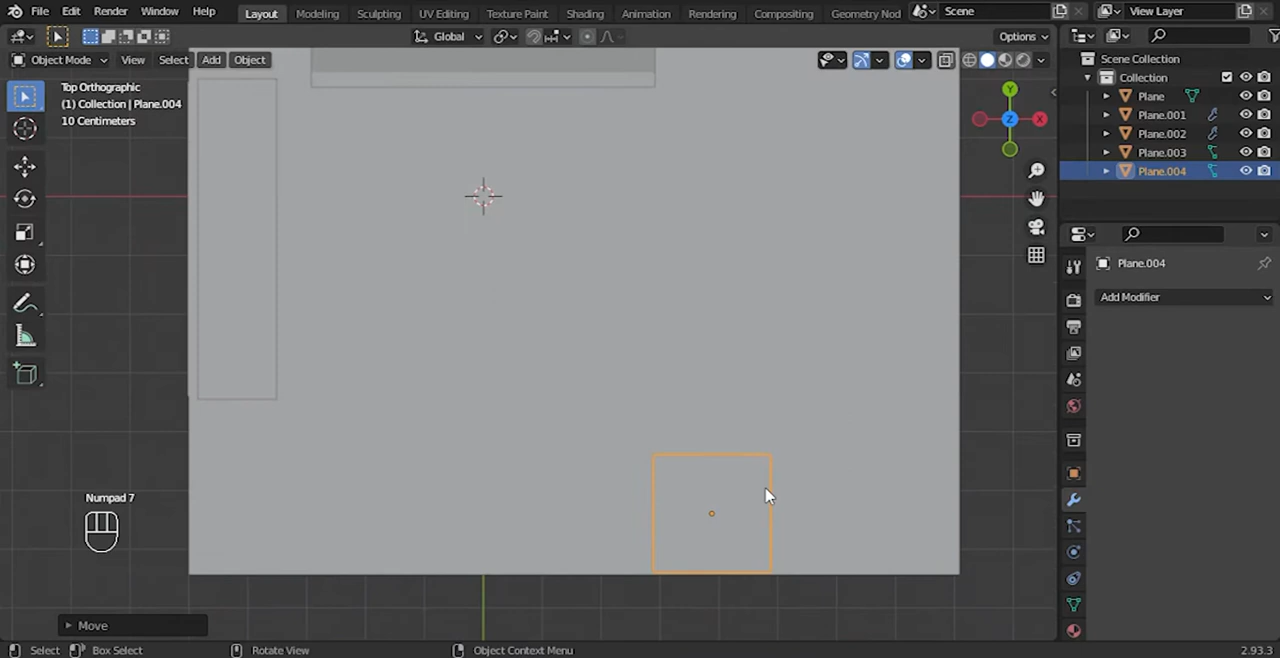 File Edit Render Window Help Layout Modeling Sculpting UV Editing Texture Paint Shading Animation Rendering Compositing Geometry Nod Scene View Layer
Global Options
Object Mode View Select Add Object
Top Orthographic
(1) Collection | Plane.004
10 Centimeters
Y
Z
X
Scene Collection
Collection
Plane
Plane.001
Plane.002
Plane.003
Plane.004
Plane.004
Add Modifier
Numpad 7
Move
Select Box Select Rotate View Object Context Menu 2.93.3